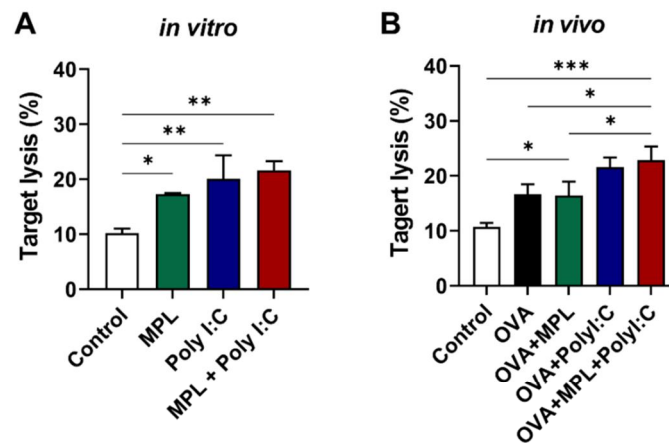 A
in vitro
Target lysis (%)
40
30
20
10
0
**
**
*
Control
MPL
Poly I:C
MPL + Poly I:C
B
in vivo
Tagert lysis (%)
40
30
20
10
0
***
*
*
*
Control
OVA
OVA+MPL
OVA+PolyI:C
OVA+MPL+PolyI:C